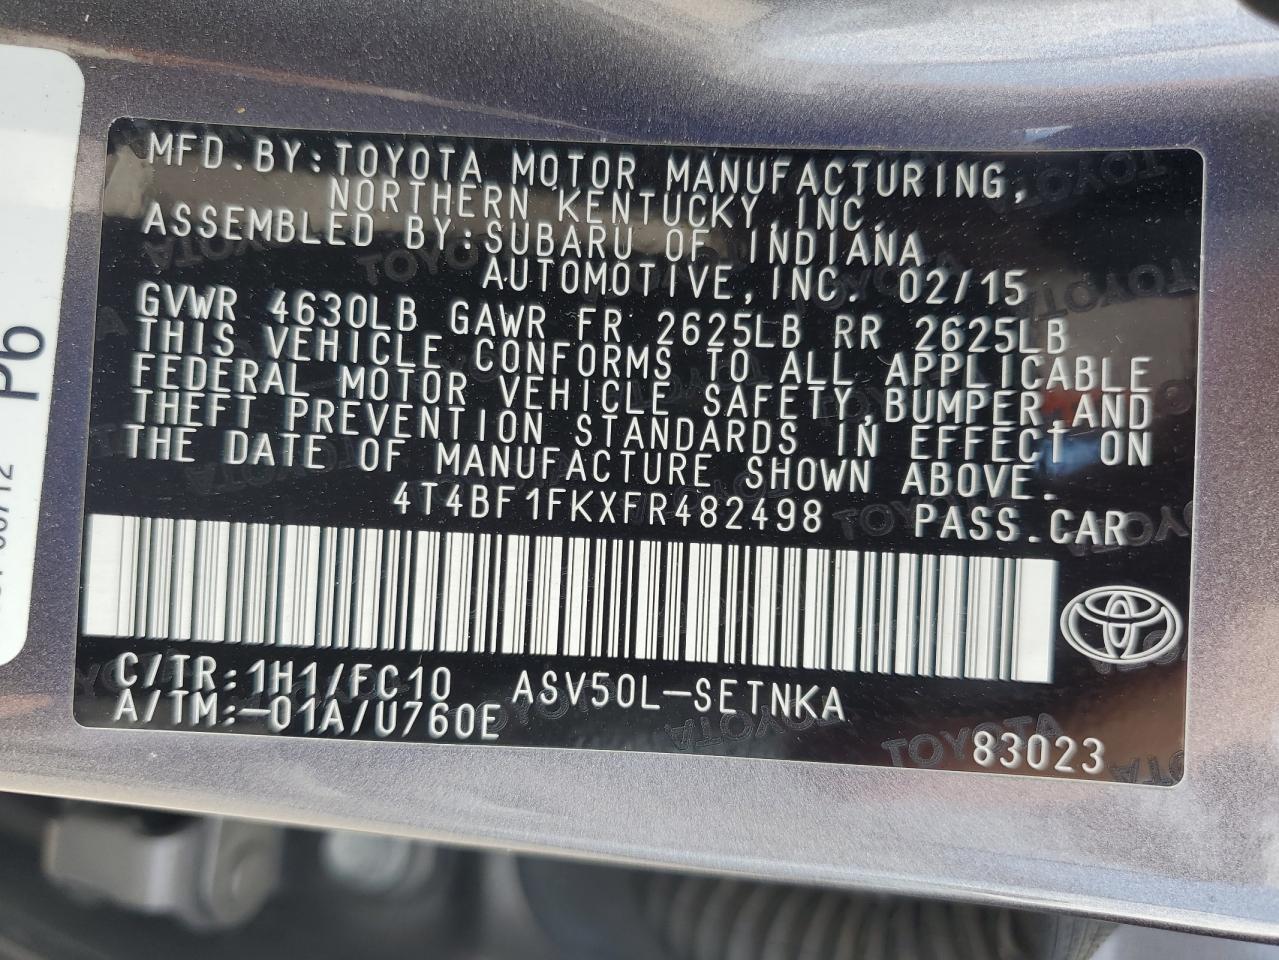 MFD.BY:TOYOTA MOTOR MANUFACTURING,
NORTHERN KENTUCKY,INC.
ASSEMBLED BY:SUBARU OF INDIANA
AUTOMOTIVE,INC. 02/15
GVWR 4630LB GAWR FR 2625LB RR 2625LB
THIS VEHICLE CONFORMS TO ALL APPLICABLE
FEDERAL MOTOR VEHICLE SAFETY,BUMPER,AND
THEFT PREVENTION STANDARDS IN EFFECT ON
THE DATE OF MANUFACTURE SHOWN ABOVE.
4T4BF1FKXFR482498 PASS.CAR
C/TR:1H1/FC10 ASV50L-SETNKA
A/TM:-01A/U760E
83023
P6